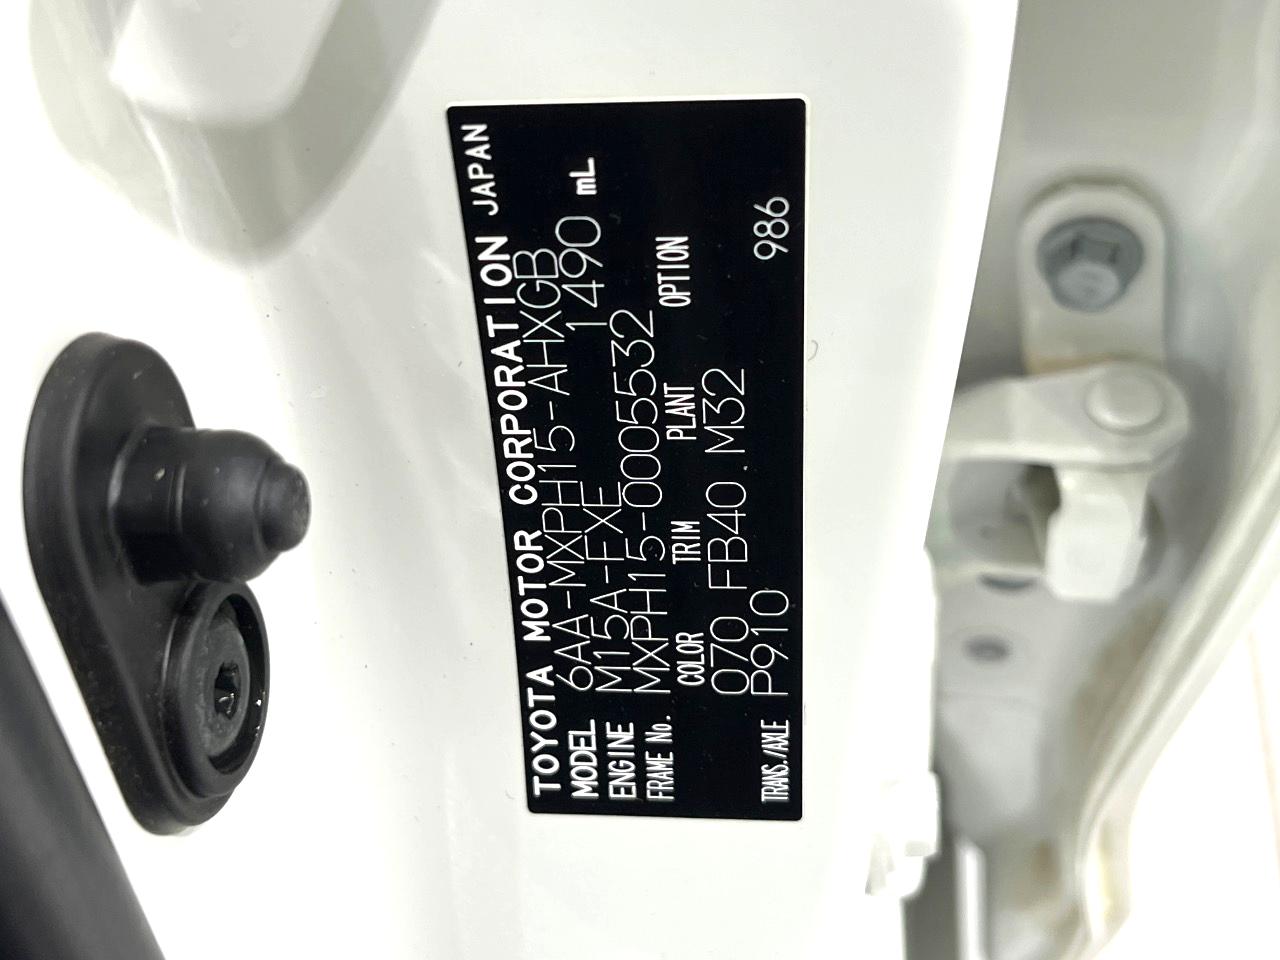 TOYOTA MOTOR CORPORATION JAPAN
MODEL 6AA-MXPH15-AHXGB
ENGINE M15A-FXE 1490 mL
FRAME No. MXPH15-0005532
COLOR TRIM PLANT OPTION
070 FB40 M32
TRANS./AXLE P910 986